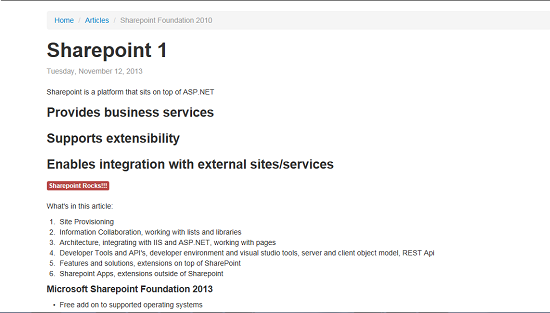 Home / Articles / Sharepoint Foundation 2010
Sharepoint 1
Tuesday, November 12, 2013
Sharepoint is a platform that sits on top of ASP.NET
Provides business services
Supports extensibility
Enables integration with external sites/services
Sharepoint Rocks!!!
What's in this article:
1. Site Provisioning
2. Information Collaboration, working with lists and libraries
3. Architecture, integrating with IIS and ASP.NET, working with pages
4. Developer Tools and API's, developer environment and visual studio tools, server and client object model, REST Api
5. Features and solutions, extensions on top of SharePoint
6. Sharepoint Apps, extensions outside of Sharepoint
Microsoft Sharepoint Foundation 2013
• Free add on to supported operating systems